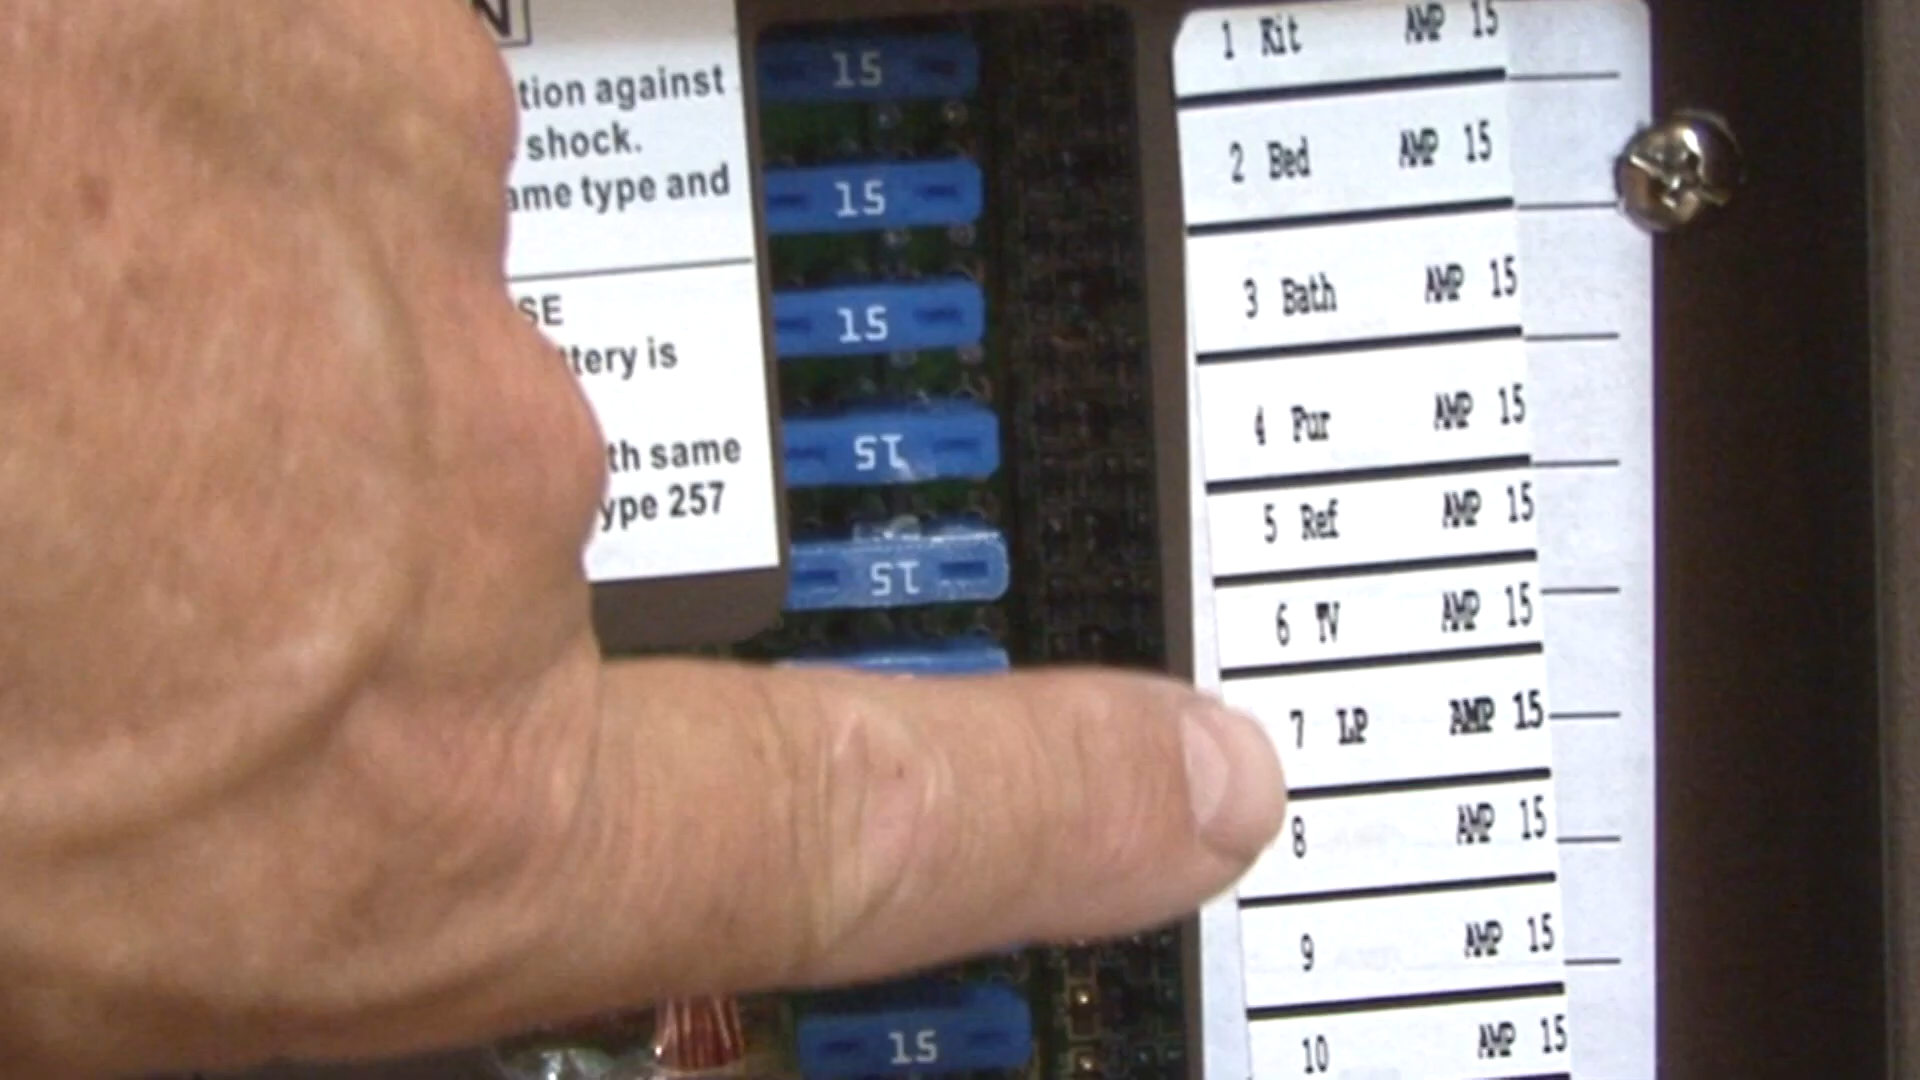 N
tion against
shock.
ame type and
SE
ttery is
th same
ype 257
15
15
15
15
15
15
1 Kit AMP 15
2 Bed AMP 15
3 Bath AMP 15
4 Fur AMP 15
5 Ref AMP 15
6 TV AMP 15
7 LP AMP 15
8 AMP 15
9 AMP 15
10 AMP 15